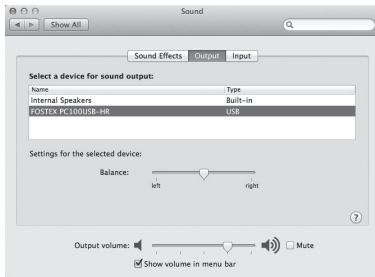 Sound
Show All
Sound Effects Output Input
Select a device for sound output:
Name Type
Internal Speakers Built-in
FOSTEX PC100USB-HR USB
Settings for the selected device:
Balance:
left right
?
Output volume: Mute
Show volume in menu bar